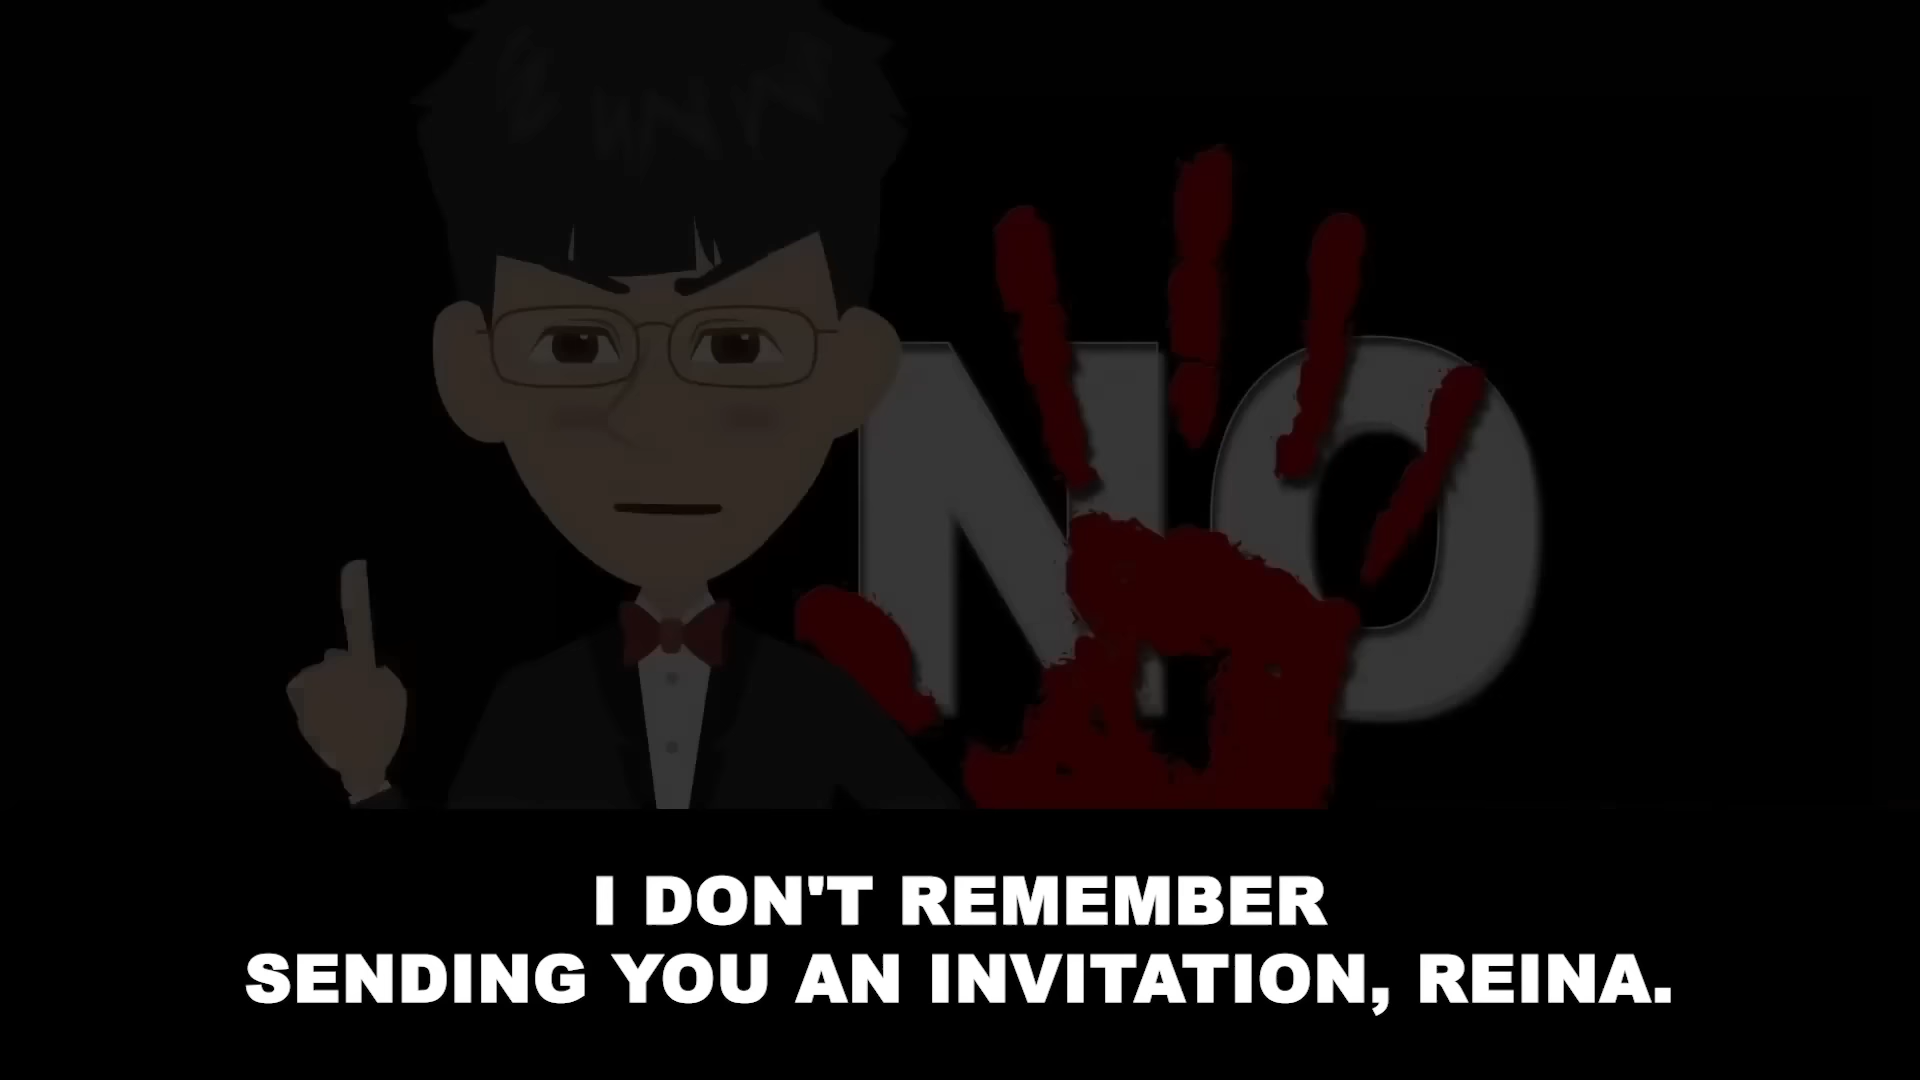 NO
I DON'T REMEMBER
SENDING YOU AN INVITATION, REINA.